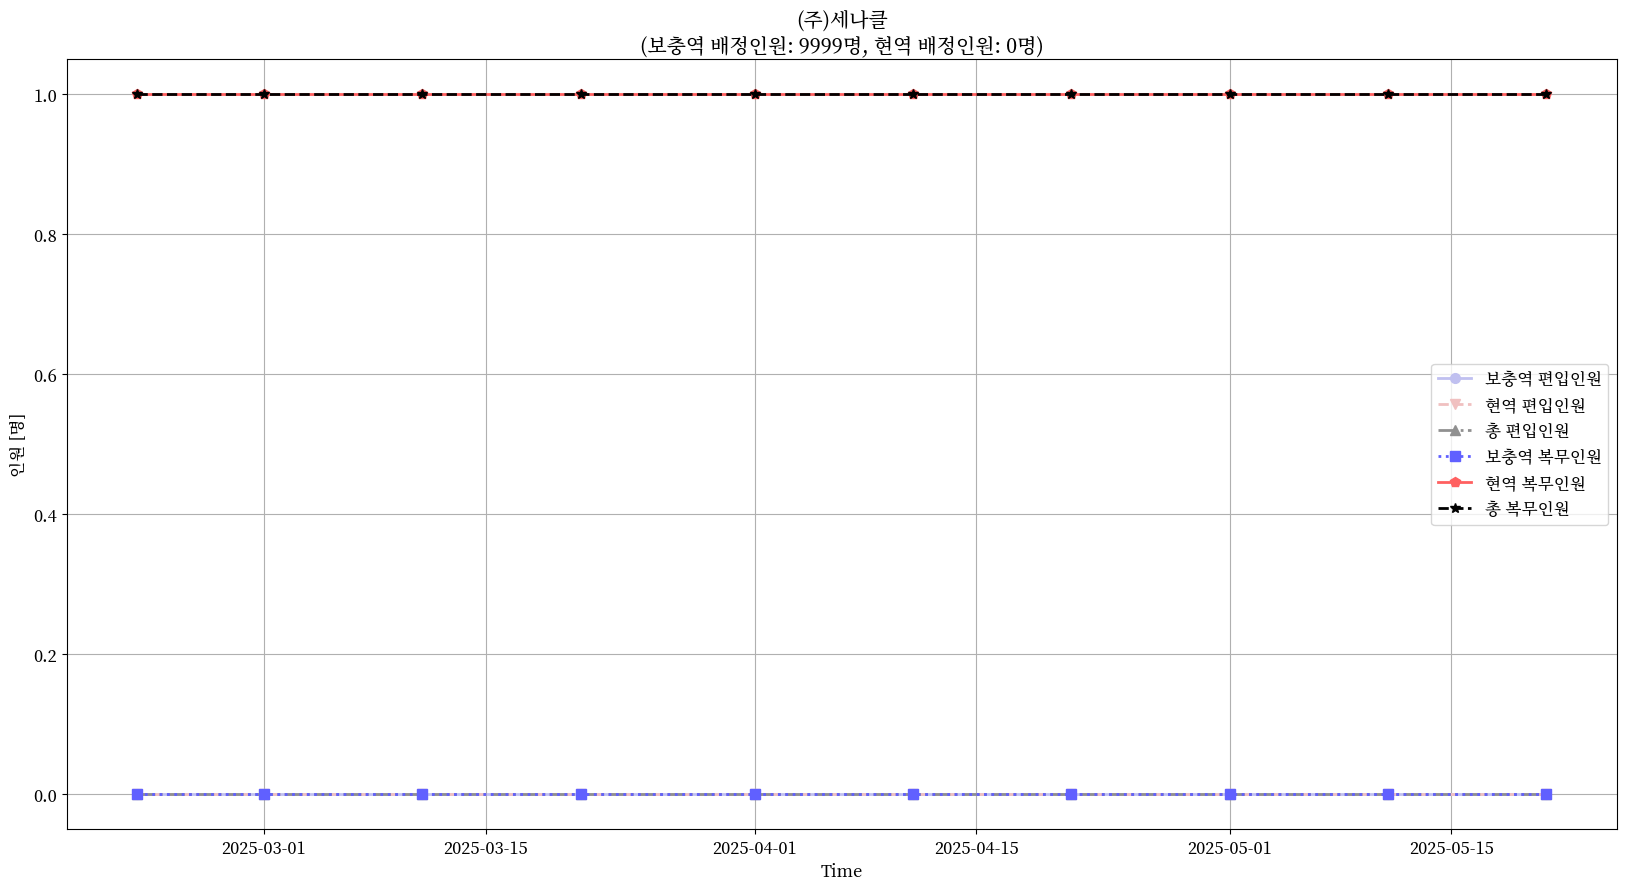 (주)세나클
(보충역 배정인원: 9999명, 현역 배정인원: 0명)
인원 [명]
1.0
0.8
0.6
0.4
0.2
0.0
보충역 편입인원
현역 편입인원
총 편입인원
보충역 복무인원
현역 복무인원
총 복무인원
2025-03-01
2025-03-15
2025-04-01
2025-04-15
2025-05-01
2025-05-15
Time